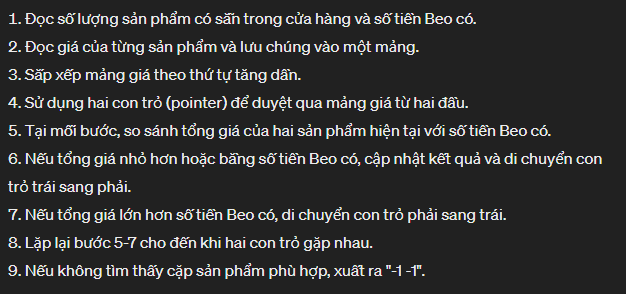 1. Đọc số lượng sản phẩm có sẵn trong cửa hàng và số tiền Beo có.
2. Đọc giá của từng sản phẩm và lưu chúng vào một mảng.
3. Sắp xếp mảng giá theo thứ tự tăng dần.
4. Sử dụng hai con trỏ (pointer) để duyệt qua mảng giá từ hai đầu.
5. Tại mỗi bước, so sánh tổng giá của hai sản phẩm hiện tại với số tiền Beo có.
6. Nếu tổng giá nhỏ hơn hoặc bằng số tiền Beo có, cập nhật kết quả và di chuyển con
trỏ trái sang phải.
7. Nếu tổng giá lớn hơn số tiền Beo có, di chuyển con trỏ phải sang trái.
8. Lặp lại bước 5-7 cho đến khi hai con trỏ gặp nhau.
9. Nếu không tìm thấy cặp sản phẩm phù hợp, xuất ra "-1 -1".